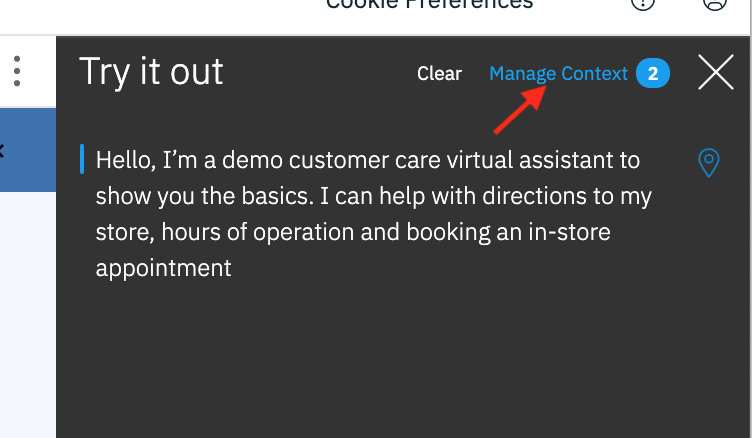 Cookie Preferences
Try it out
Clear
Manage Context 2
Hello, I’m a demo customer care virtual assistant to
show you the basics. I can help with directions to my
store, hours of operation and booking an in-store
appointment